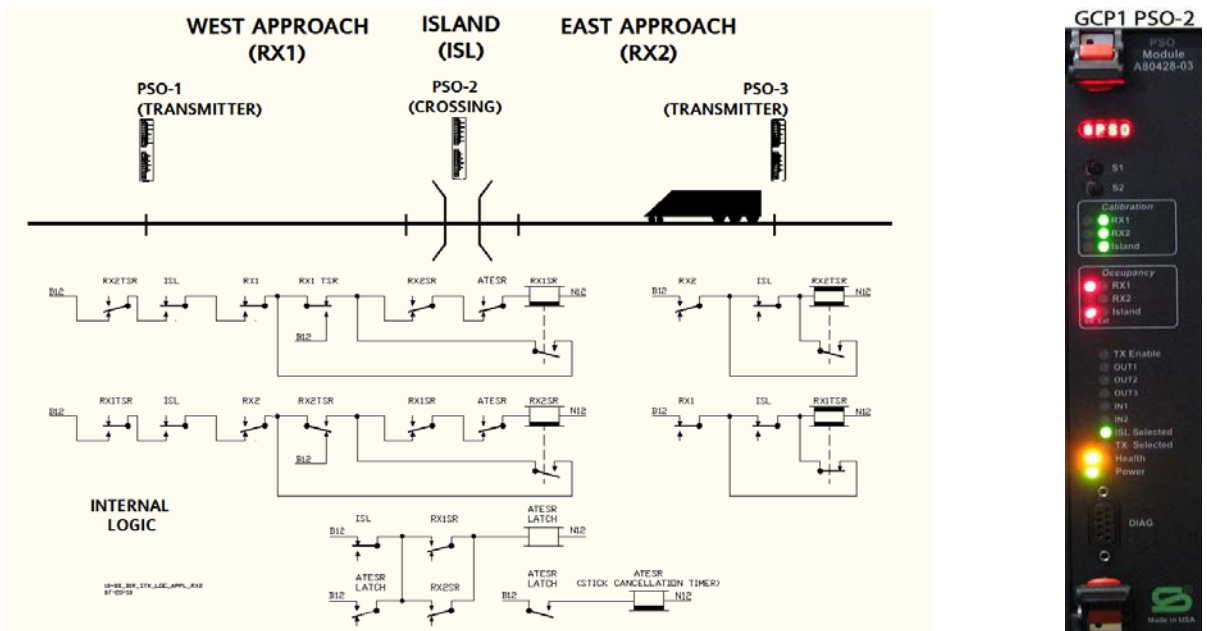 WEST APPROACH
(RX1)
ISLAND
(ISL)
EAST APPROACH
(RX2)
PSO-1
(TRANSMITTER)
PSO-2
(CROSSING)
PSO-3
(TRANSMITTER)
RX2TSR ISL RX1 RX1 TSR RX2SR ATESR RX1SR
B12 N12
B12
RX2 ISL RX2TSR
B12 N12
RX1TSR ISL RX2 RX2TSR RX1SR ATESR RX2SR
B12 N12
B12
RX1 ISL RX1TSR
B12 N12
INTERNAL
LOGIC
ISL RX1SR ATESR
LATCH
B12 N12
ATESR
LATCH RX2SR
B12
ATESR
LATCH
ATESR
(STICK CANCELLATION TIMER)
B12 N12
GCP1 PSO-2
PSO
Module
A80428-03
S1
S2
Calibration
RX1
RX2
Island
Occupancy
RX1
RX2
Island
TX Enable
OUT1
OUT2
OUT3
IN1
IN2
ISL Selected
TX Selected
Health
Power
DIAG
Made in USA